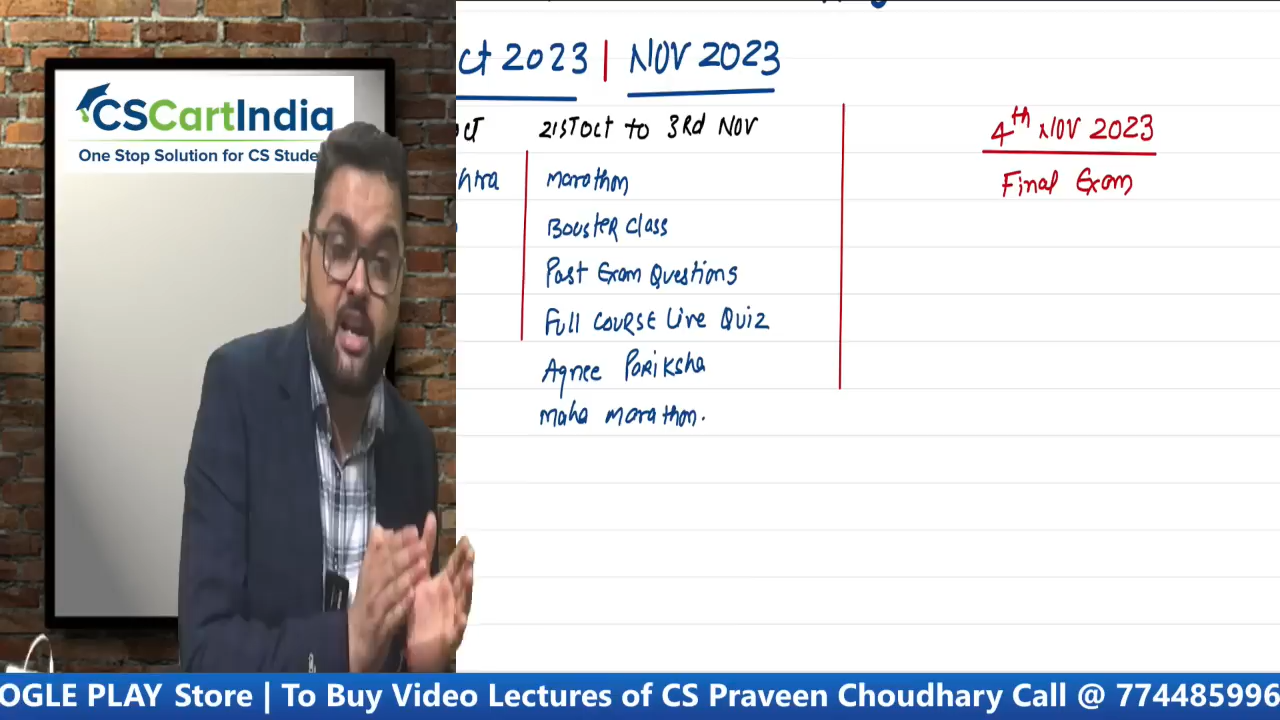 CSCartIndia
One Stop Solution for CS Stude
ct 2023 | NOV 2023
21ST OCT to 3Rd NOV
marathon
Booster class
Past Exam Questions
Full COURSE Live Quiz
Agnee Pariksha
maha marathon.
4th NOV 2023
Final Exam
OGLE PLAY Store | To Buy Video Lectures of CS Praveen Choudhary Call @ 774485996